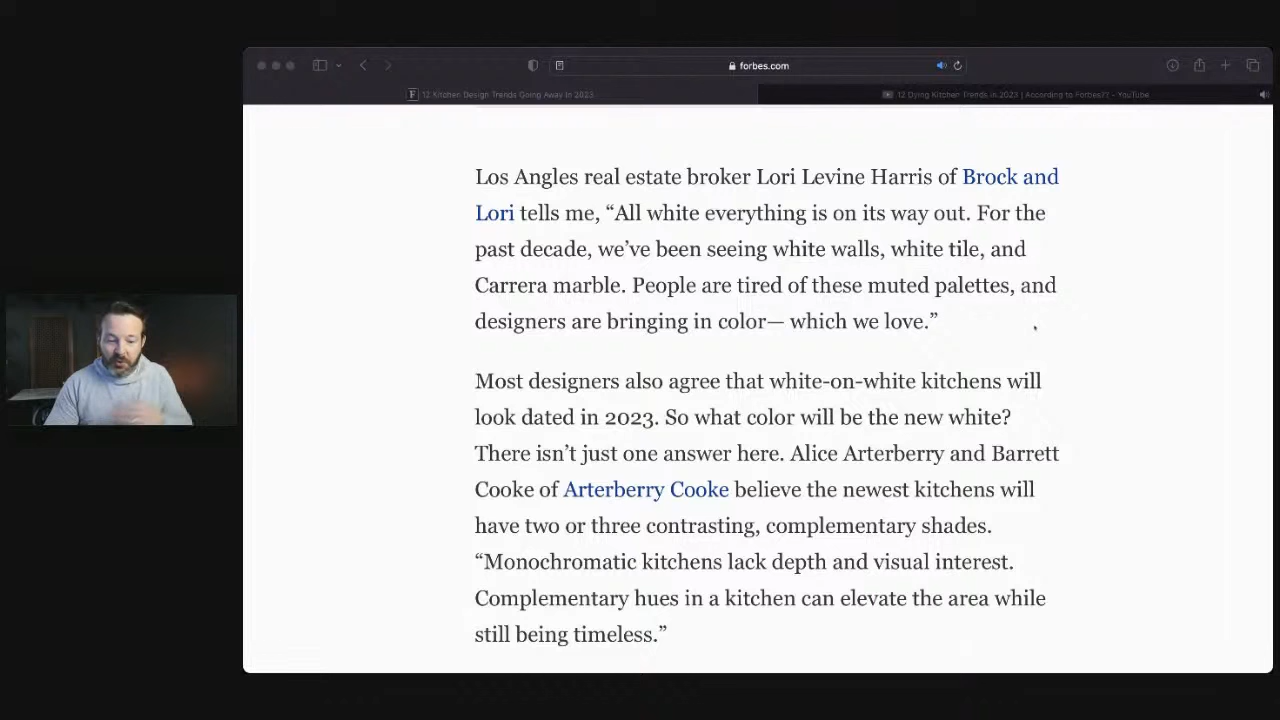 forbes.com
F 12 Kitchen Design Trends Going Away In 2023
12 Dying Kitchen Trends in 2023 | According to Forbes?? - YouTube
Los Angles real estate broker Lori Levine Harris of Brock and
Lori tells me, “All white everything is on its way out. For the
past decade, we’ve been seeing white walls, white tile, and
Carrera marble. People are tired of these muted palettes, and
designers are bringing in color— which we love.”
Most designers also agree that white-on-white kitchens will
look dated in 2023. So what color will be the new white?
There isn’t just one answer here. Alice Arterberry and Barrett
Cooke of Arterberry Cooke believe the newest kitchens will
have two or three contrasting, complementary shades.
“Monochromatic kitchens lack depth and visual interest.
Complementary hues in a kitchen can elevate the area while
still being timeless.”